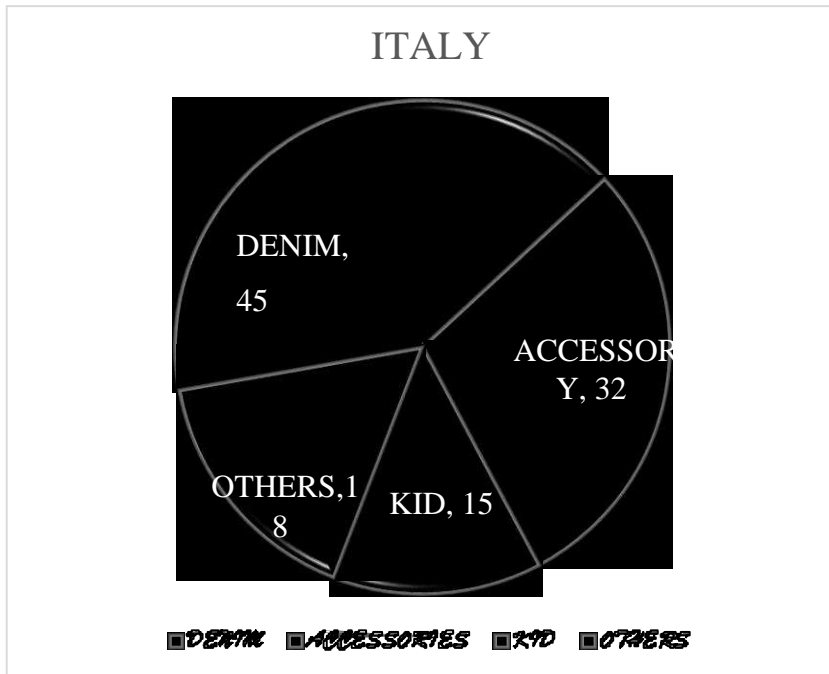 ITALY
DENIM,
45
ACCESSOR
Y, 32
OTHERS,1
8
KID, 15
DENIM ACCESSORIES KID OTHERS